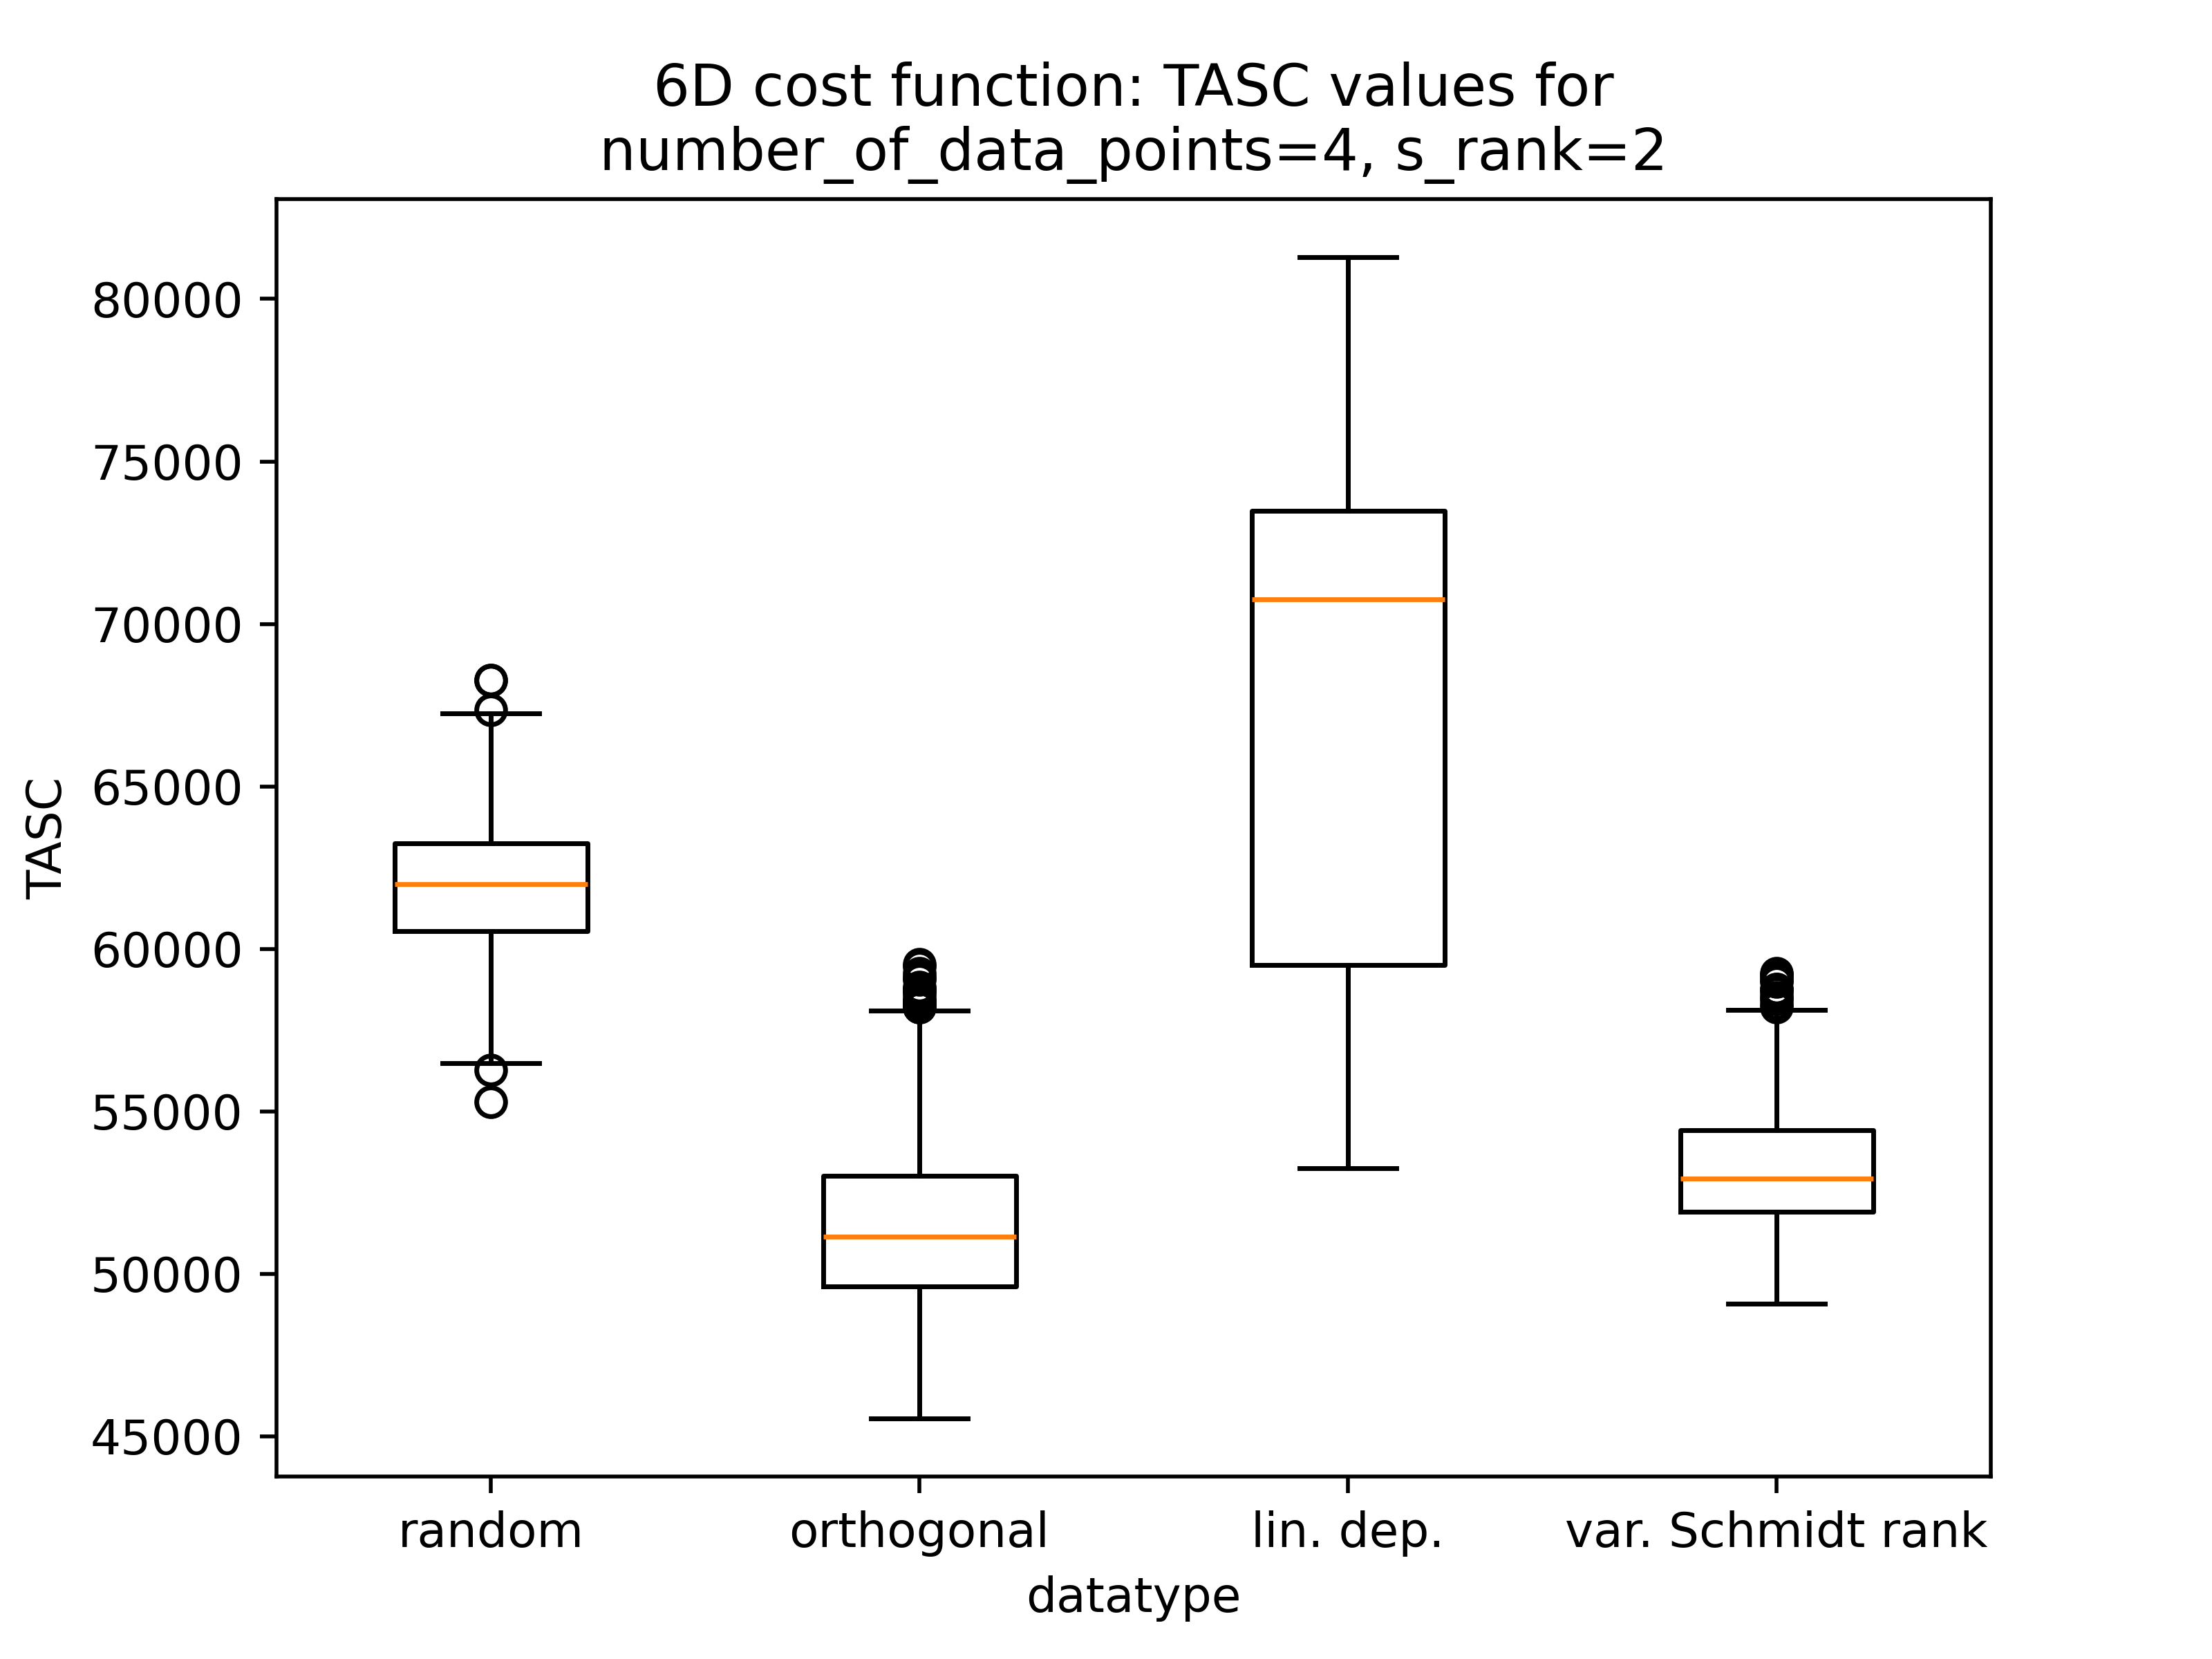 6D cost function: TASC values for
number_of_data_points=4, s_rank=2
TASC
80000
75000
70000
65000
60000
55000
50000
45000
random
orthogonal
lin. dep.
var. Schmidt rank
datatype